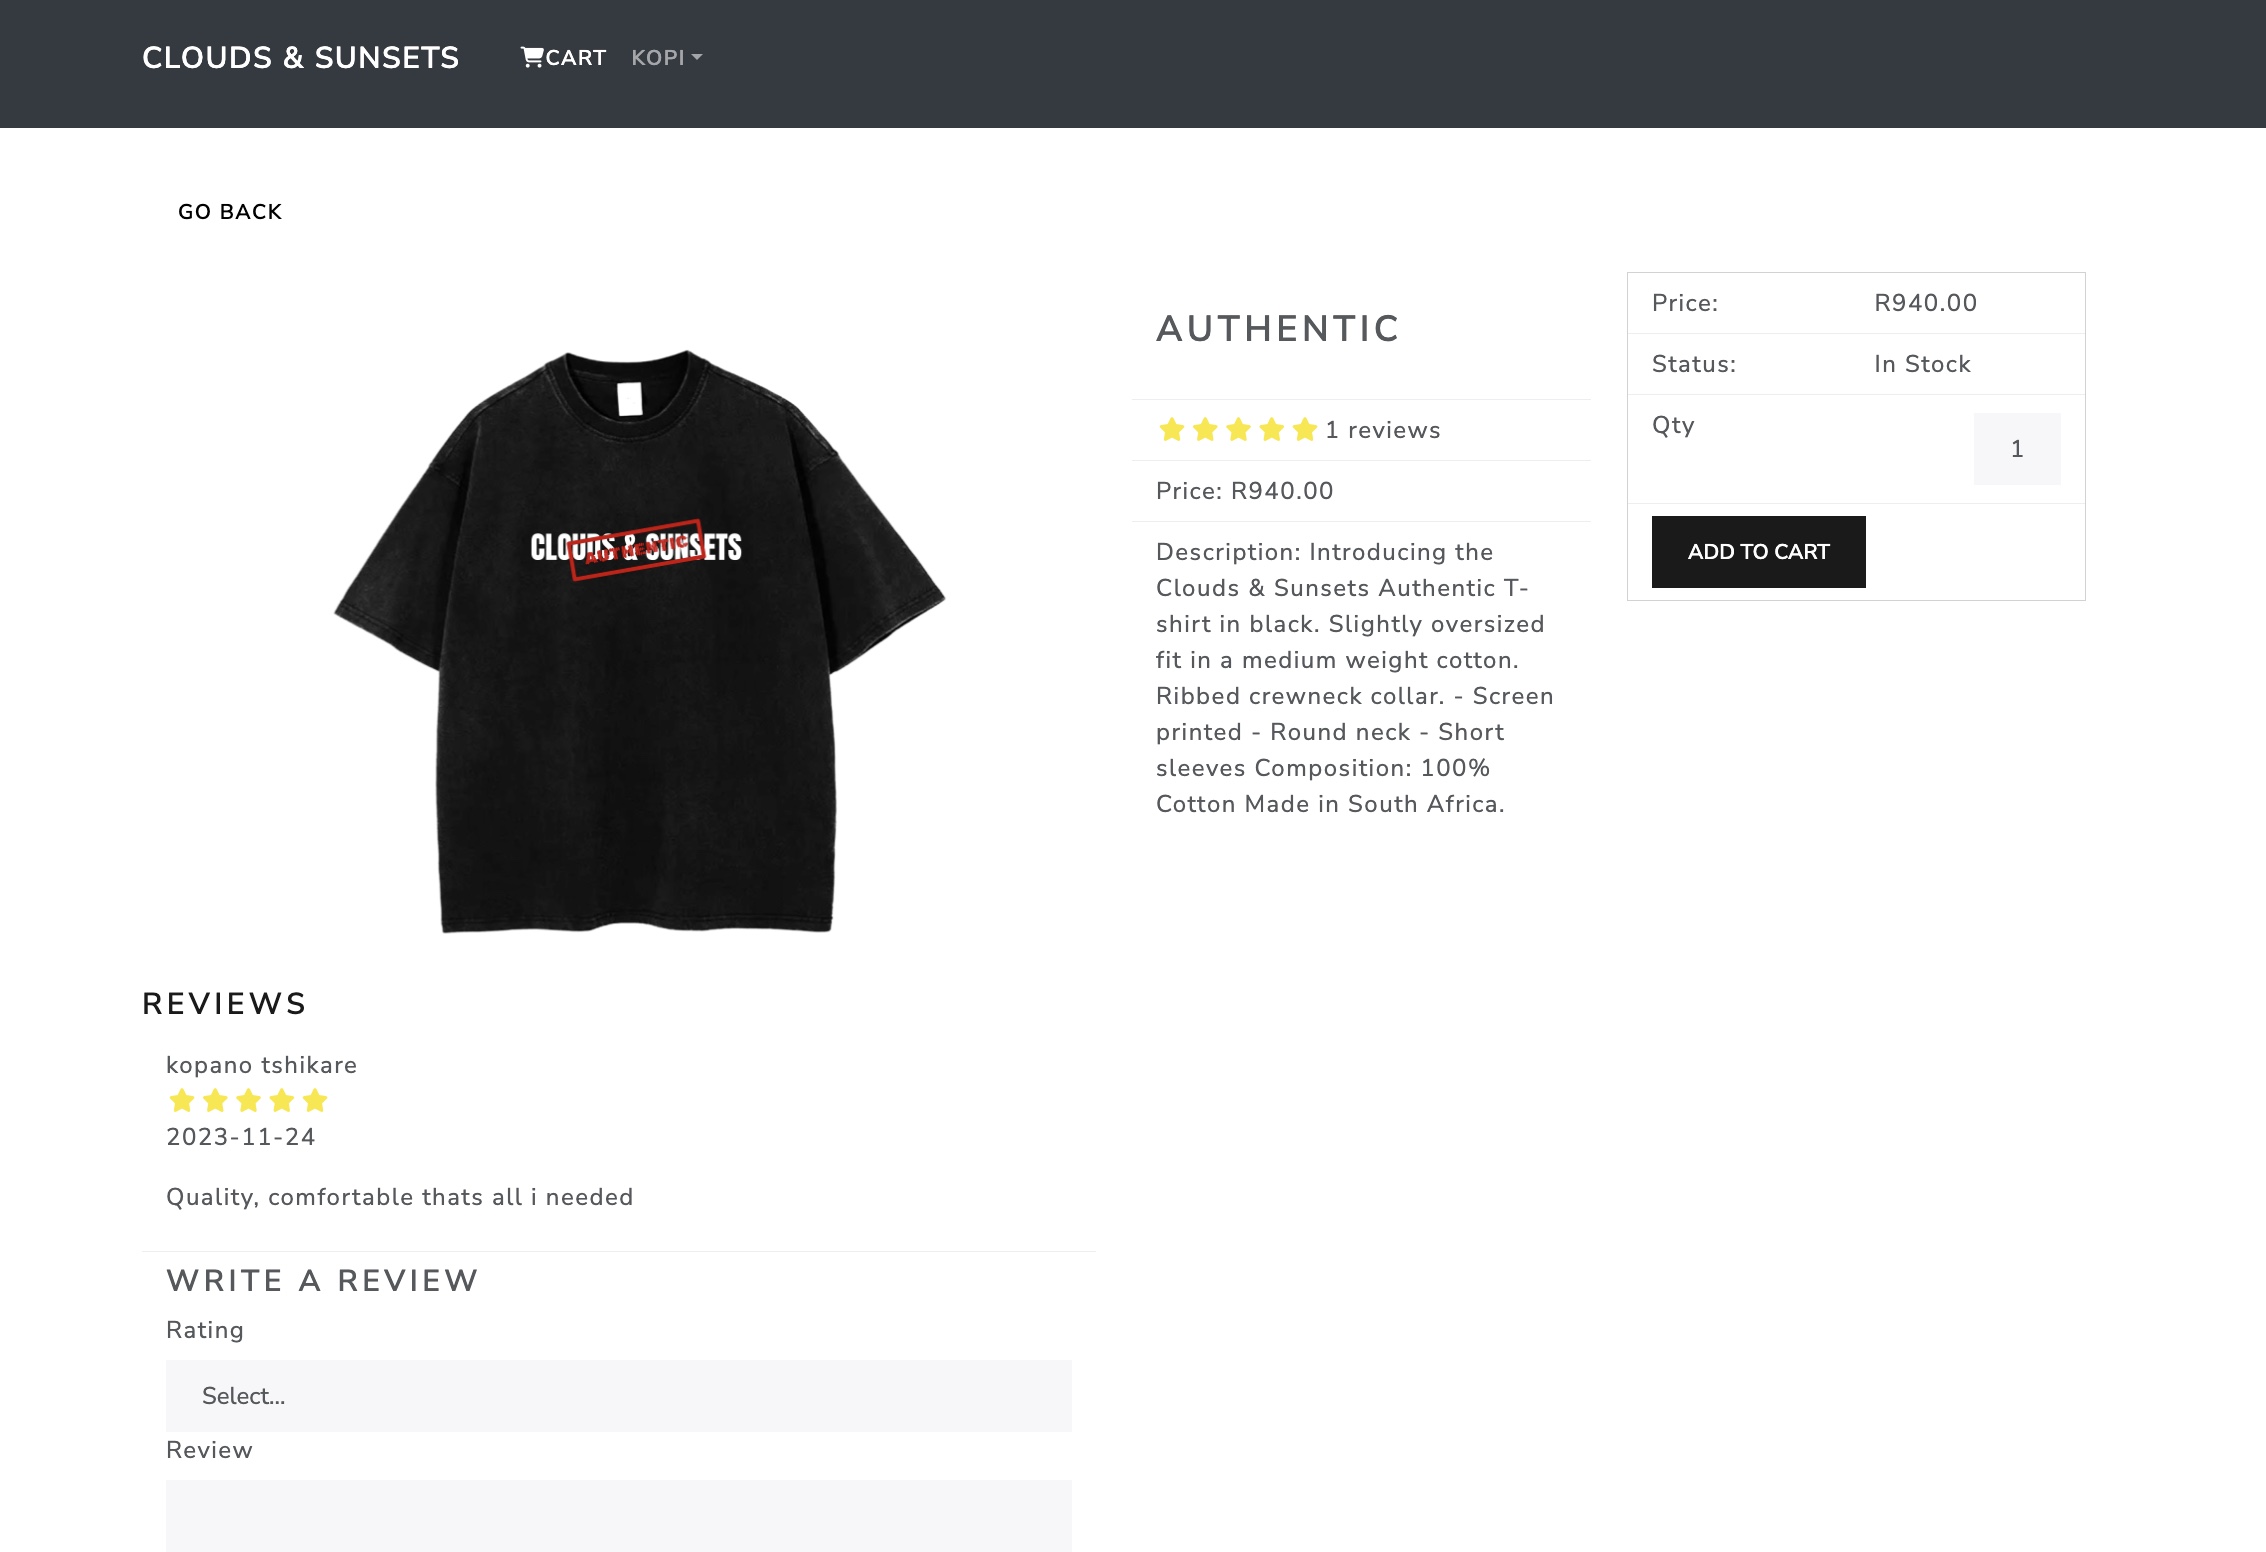 CLOUDS & SUNSETS
CART
KOPI
GO BACK
CLOUDS & SUNSETS
AUTHENTIC
AUTHENTIC
1 reviews
Price: R940.00
Description: Introducing the
Clouds & Sunsets Authentic T-
shirt in black. Slightly oversized
fit in a medium weight cotton.
Ribbed crewneck collar. - Screen
printed - Round neck - Short
sleeves Composition: 100%
Cotton Made in South Africa.
Price: R940.00
Status: In Stock
Qty 1
ADD TO CART
REVIEWS
kopano tshikare
2023-11-24
Quality, comfortable thats all i needed
WRITE A REVIEW
Rating
Select...
Review